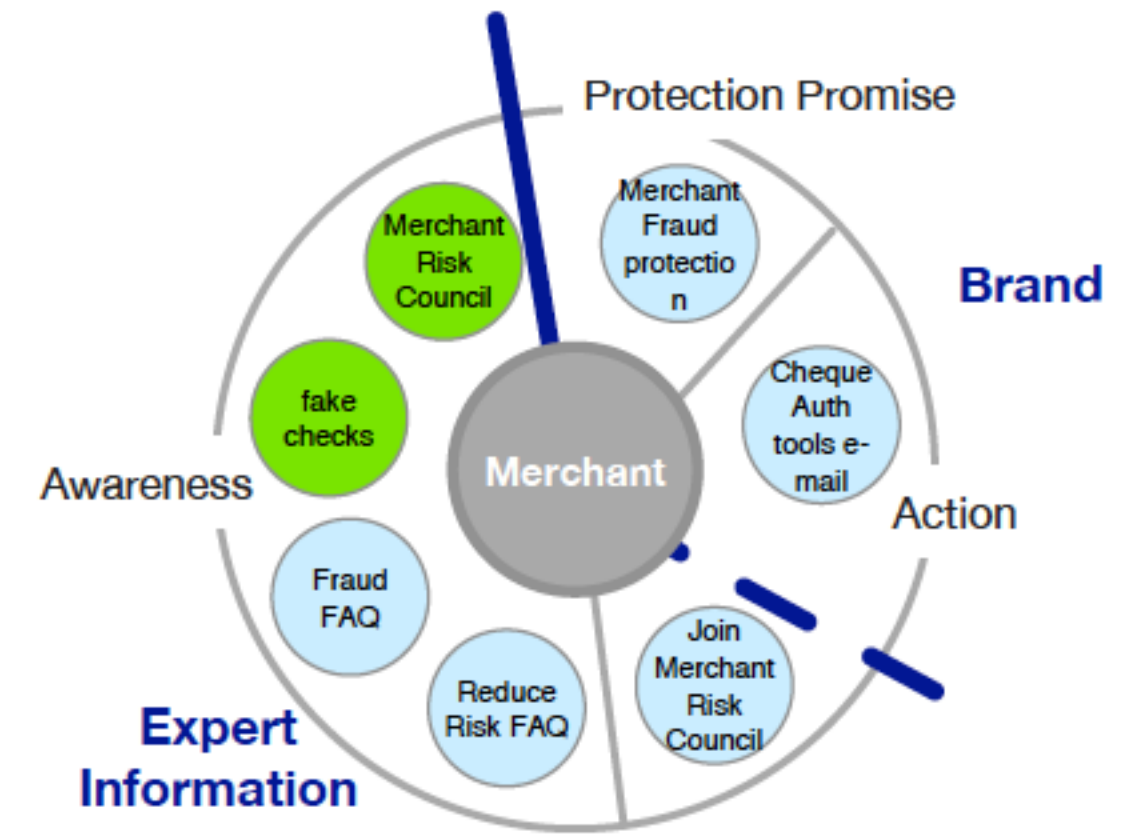 Protection Promise
Merchant
Fraud
protectio
n
Merchant
Risk
Council
Brand
Cheque
Auth
tools e-
mail
fake
checks
Merchant
Awareness
Action
Fraud
FAQ
Join
Merchant
Risk
Council
Reduce
Risk FAQ
Expert
Information